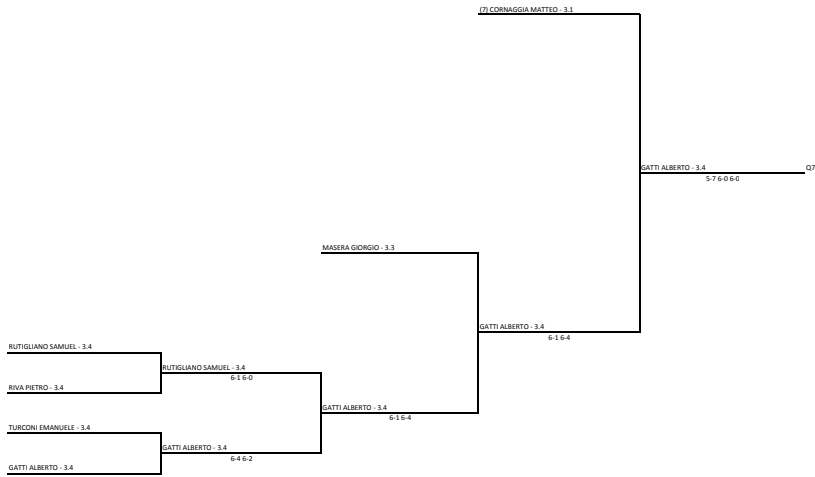 (7) CORNAGGIA MATTEO - 3.1
GATTI ALBERTO - 3.4
Q7
5-7 6-0 6-0
MASERA GIORGIO - 3.3
GATTI ALBERTO - 3.4
6-1 6-4
RUTIGLIANO SAMUEL - 3.4
RUTIGLIANO SAMUEL - 3.4
6-1 6-0
RIVA PIETRO - 3.4
GATTI ALBERTO - 3.4
6-1 6-4
TURCONI EMANUELE - 3.4
GATTI ALBERTO - 3.4
6-4 6-2
GATTI ALBERTO - 3.4